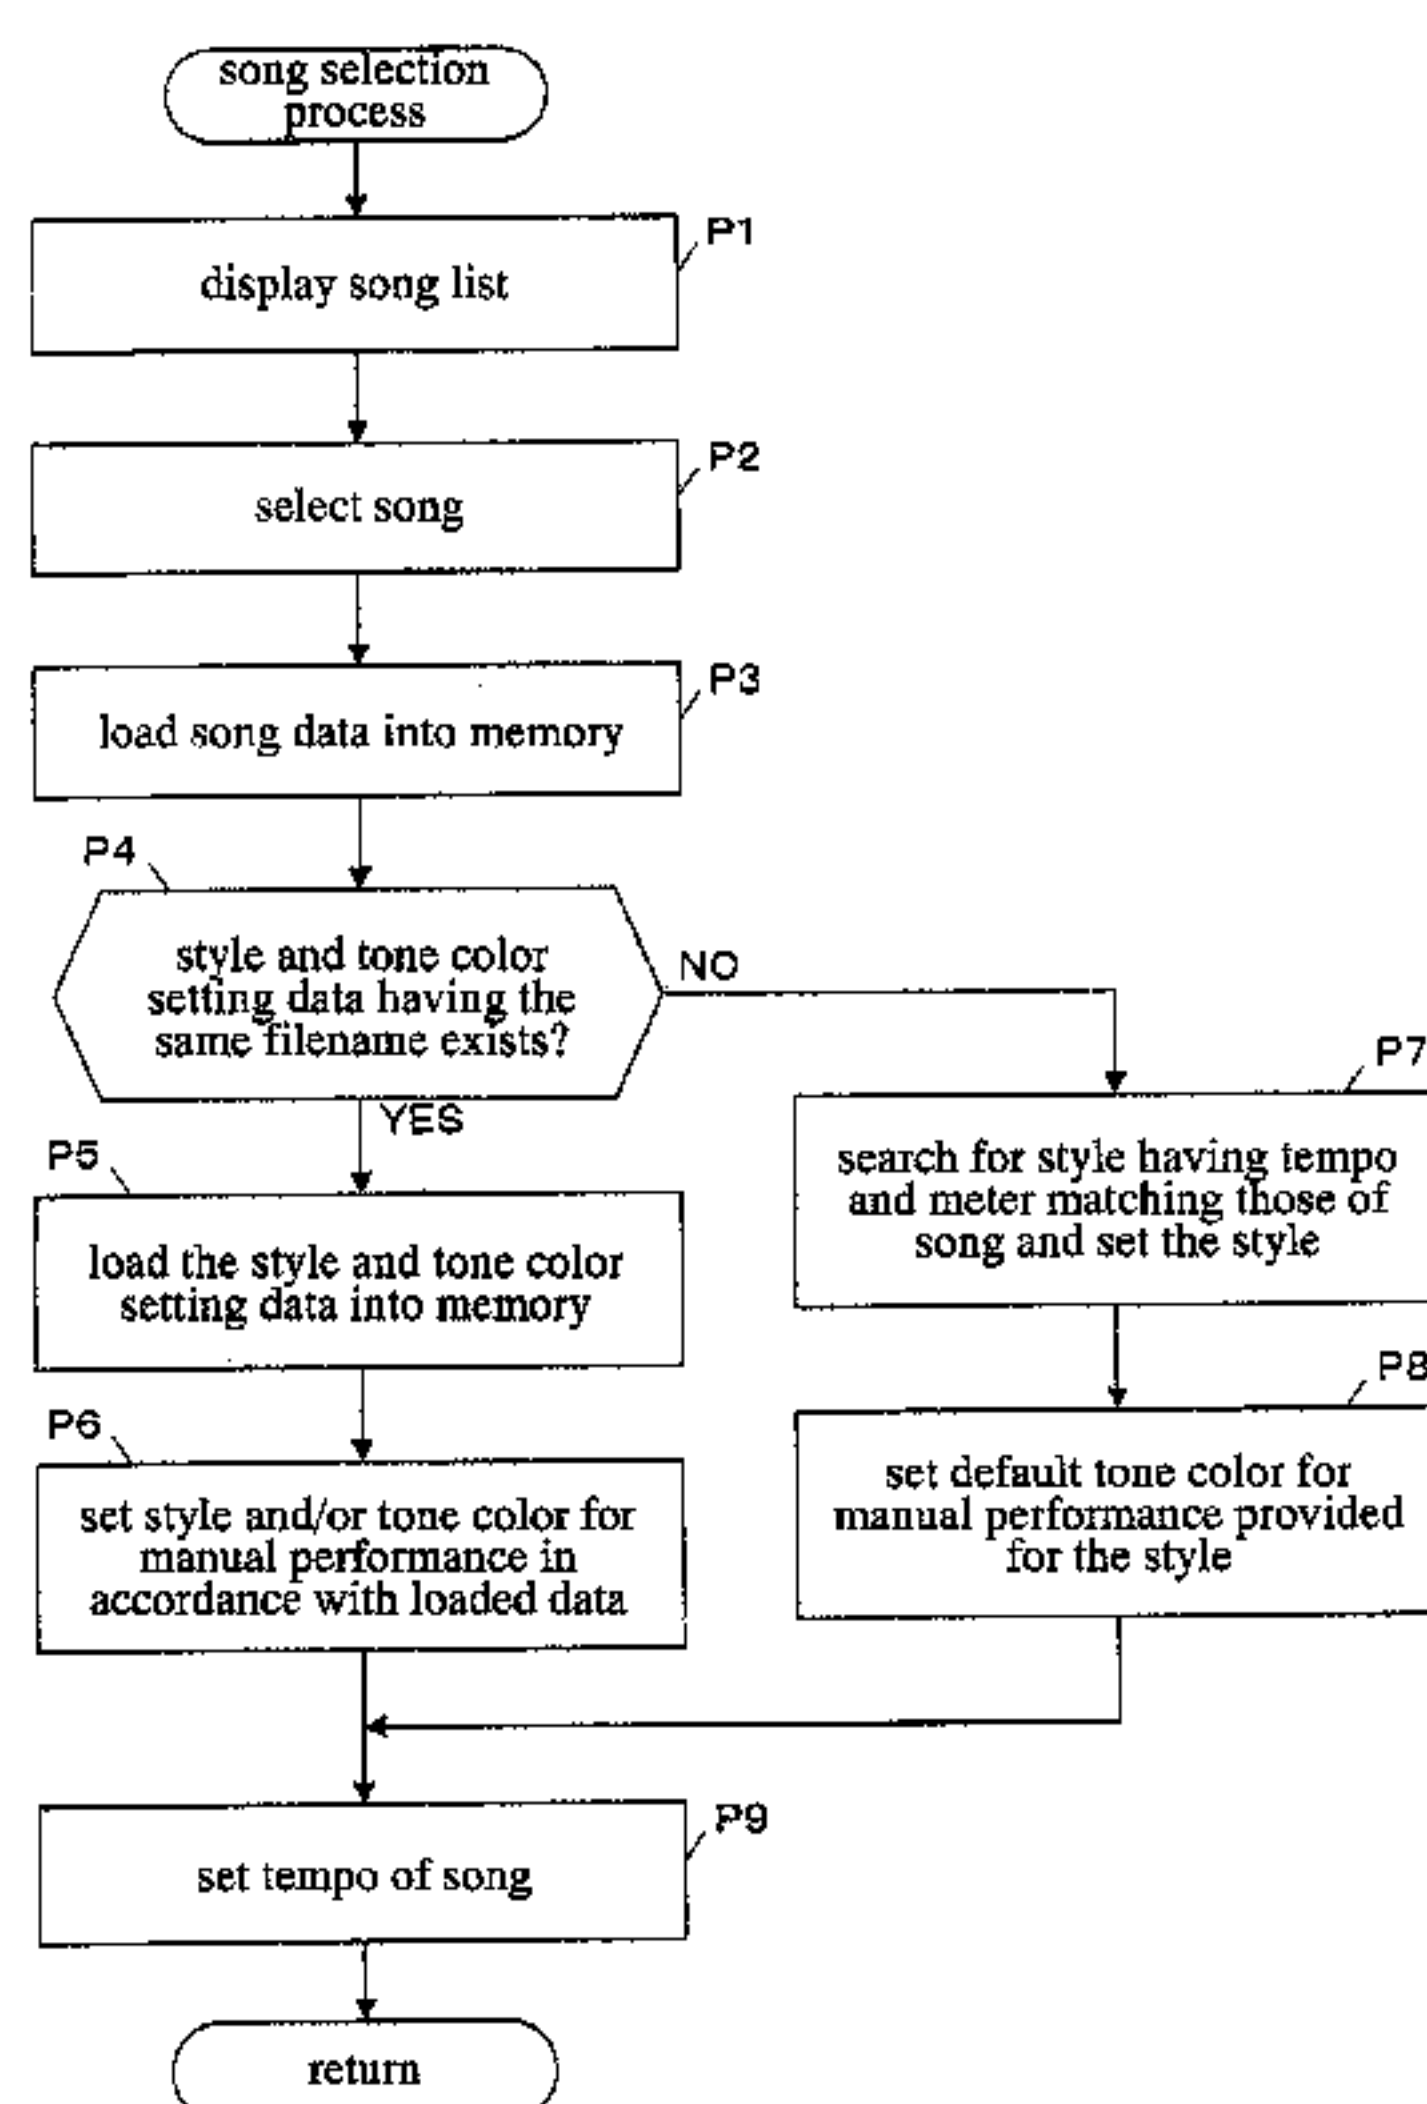 song selection
process
P1
display song list
P2
select song
P3
load song data into memory
P4
style and tone color
setting data having the
same filename exists?
NO
YES
P5
load the style and tone color
setting data into memory
P6
set style and/or tone color for
manual performance in
accordance with loaded data
P7
search for style having tempo
and meter matching those of
song and set the style
P8
set default tone color for
manual performance provided
for the style
P9
set tempo of song
return